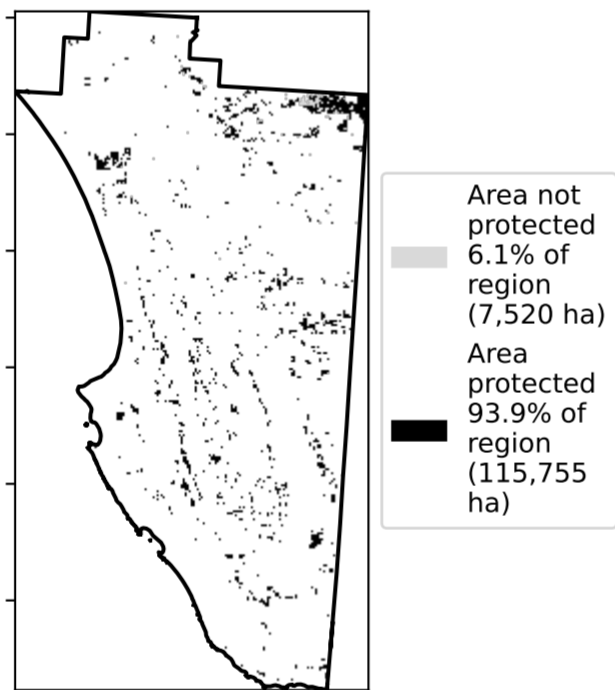 Area not
protected
6.1% of
region
(7,520 ha)
Area
protected
93.9% of
region
(115,755
ha)